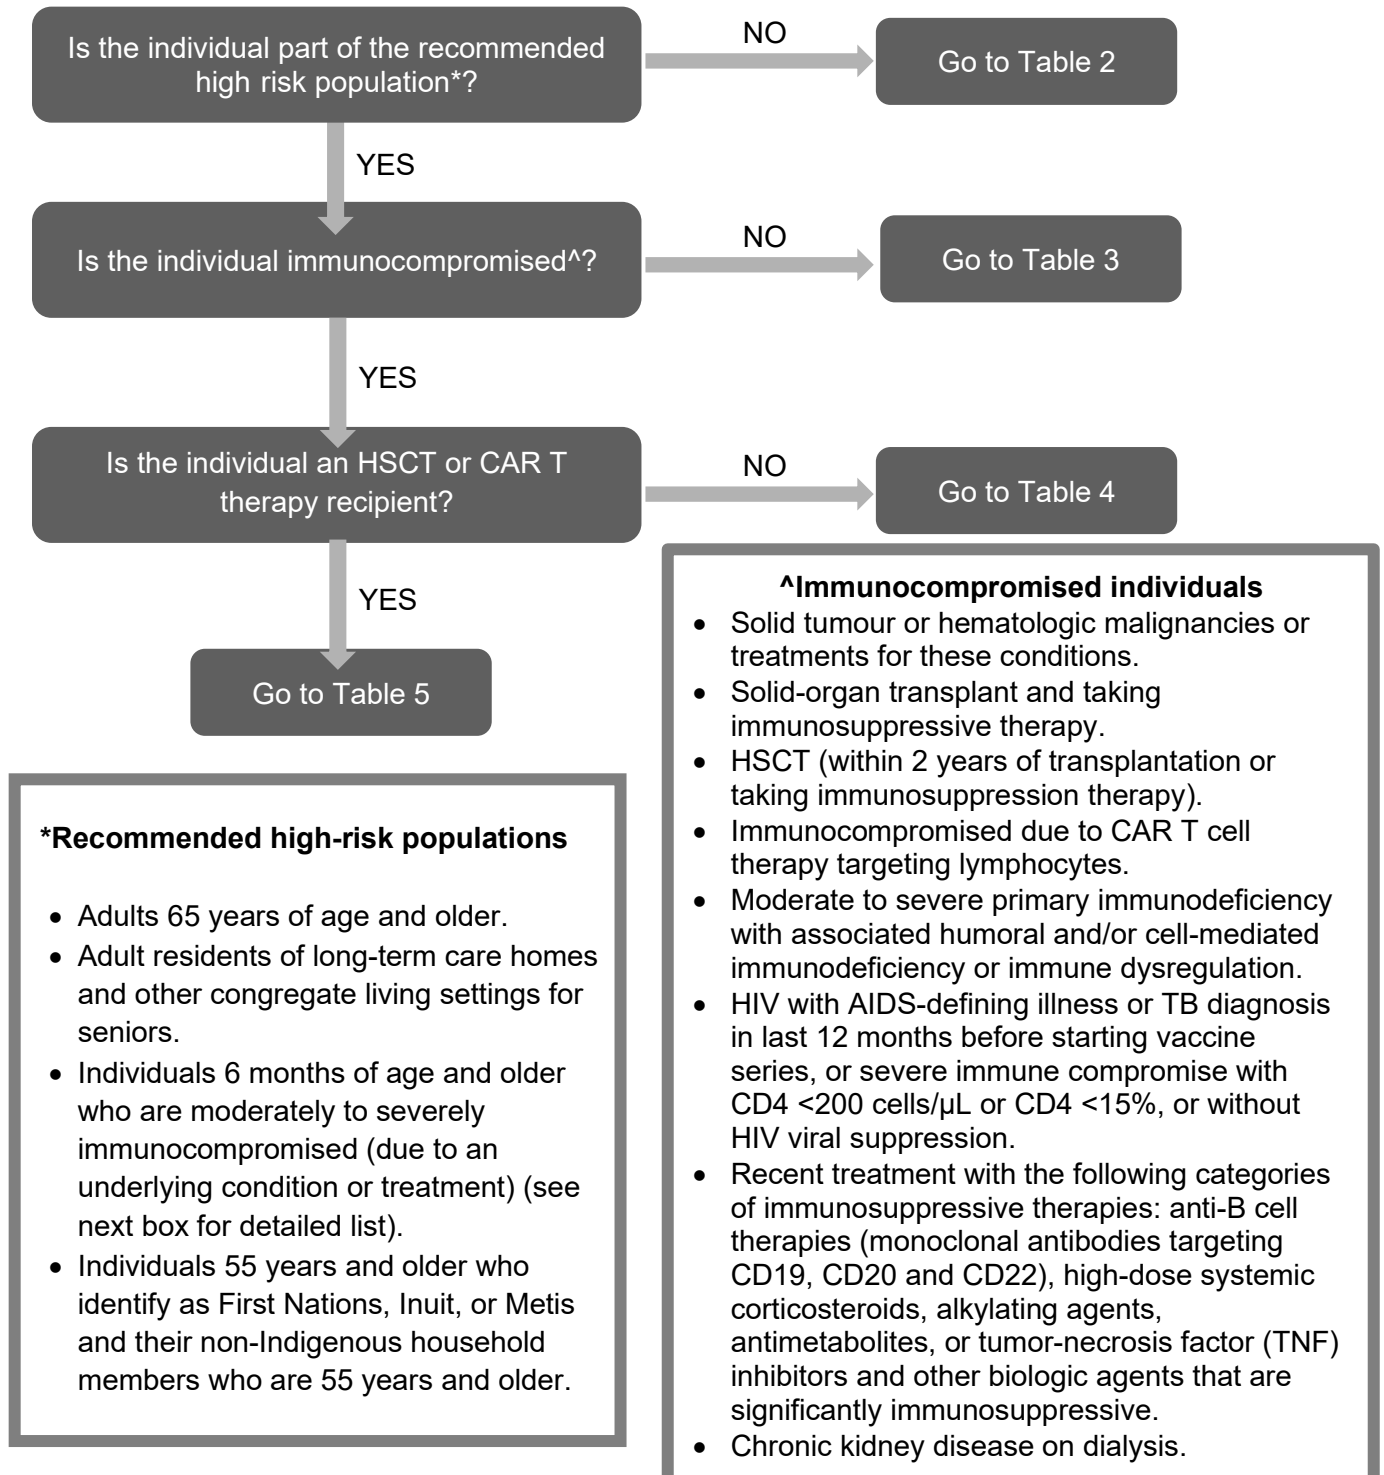 Is the individual part of the recommended
high risk population*?
NO
Go to Table 2
YES
Is the individual immunocompromised^?
NO
Go to Table 3
YES
Is the individual an HSCT or CAR T
therapy recipient?
NO
Go to Table 4
YES
Go to Table 5
*Recommended high-risk populations
• Adults 65 years of age and older.
• Adult residents of long-term care homes
and other congregate living settings for
seniors.
• Individuals 6 months of age and older
who are moderately to severely
immunocompromised (due to an
underlying condition or treatment) (see
next box for detailed list).
• Individuals 55 years and older who
identify as First Nations, Inuit, or Metis
and their non-Indigenous household
members who are 55 years and older.
^Immunocompromised individuals
• Solid tumour or hematologic malignancies or
treatments for these conditions.
• Solid-organ transplant and taking
immunosuppressive therapy.
• HSCT (within 2 years of transplantation or
taking immunosuppression therapy).
• Immunocompromised due to CAR T cell
therapy targeting lymphocytes.
• Moderate to severe primary immunodeficiency
with associated humoral and/or cell-mediated
immunodeficiency or immune dysregulation.
• HIV with AIDS-defining illness or TB diagnosis
in last 12 months before starting vaccine
series, or severe immune compromise with
CD4 <200 cells/µL or CD4 <15%, or without
HIV viral suppression.
• Recent treatment with the following categories
of immunosuppressive therapies: anti-B cell
therapies (monoclonal antibodies targeting
CD19, CD20 and CD22), high-dose systemic
corticosteroids, alkylating agents,
antimetabolites, or tumor-necrosis factor (TNF)
inhibitors and other biologic agents that are
significantly immunosuppressive.
• Chronic kidney disease on dialysis.